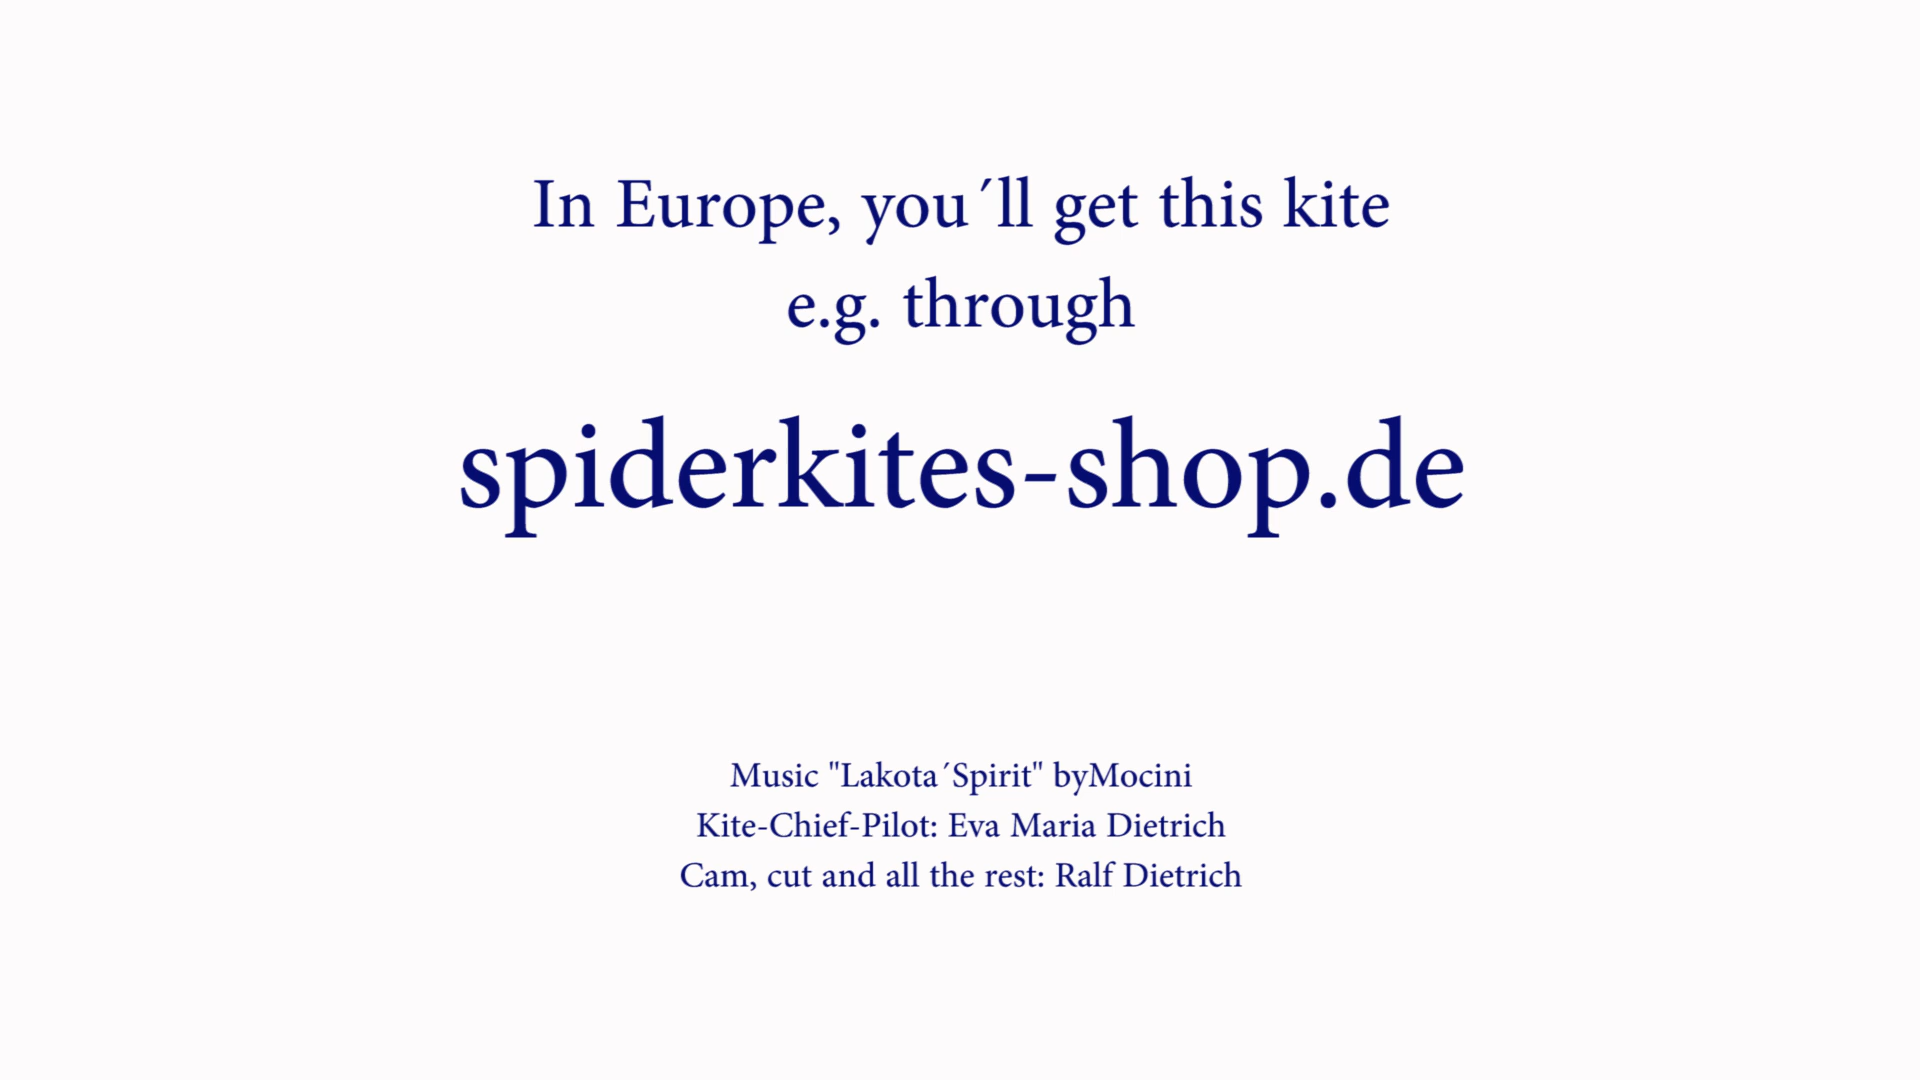 In Europe, you´ll get this kite
e.g. through
spiderkites-shop.de
Music "Lakota´Spirit" byMocini
Kite-Chief-Pilot: Eva Maria Dietrich
Cam, cut and all the rest: Ralf Dietrich